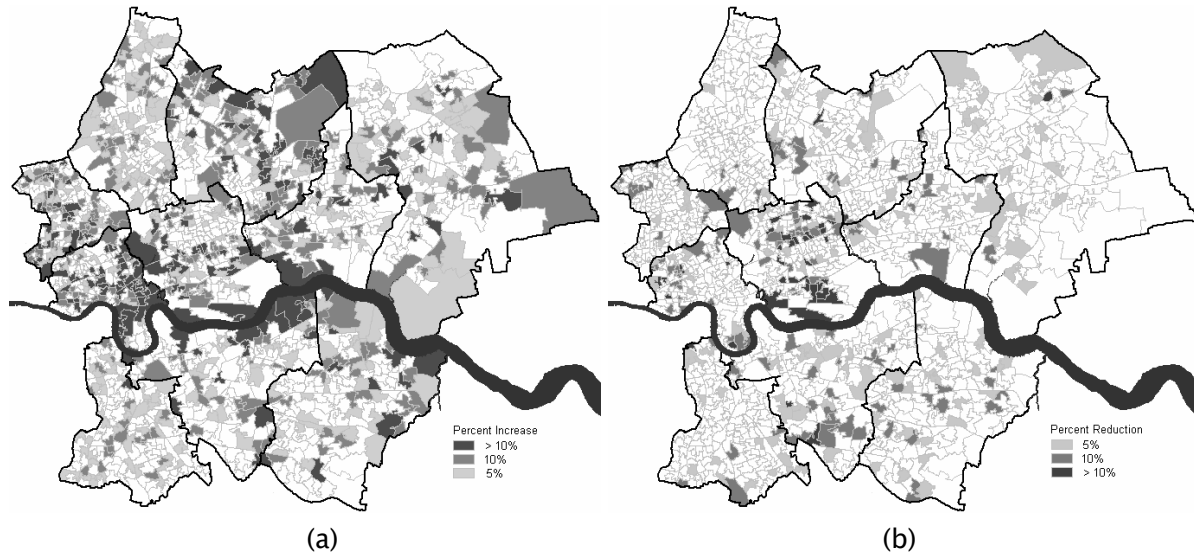 Percent Increase
> 10%
10%
5%
Percent Reduction
5%
10%
> 10%
(a)
(b)